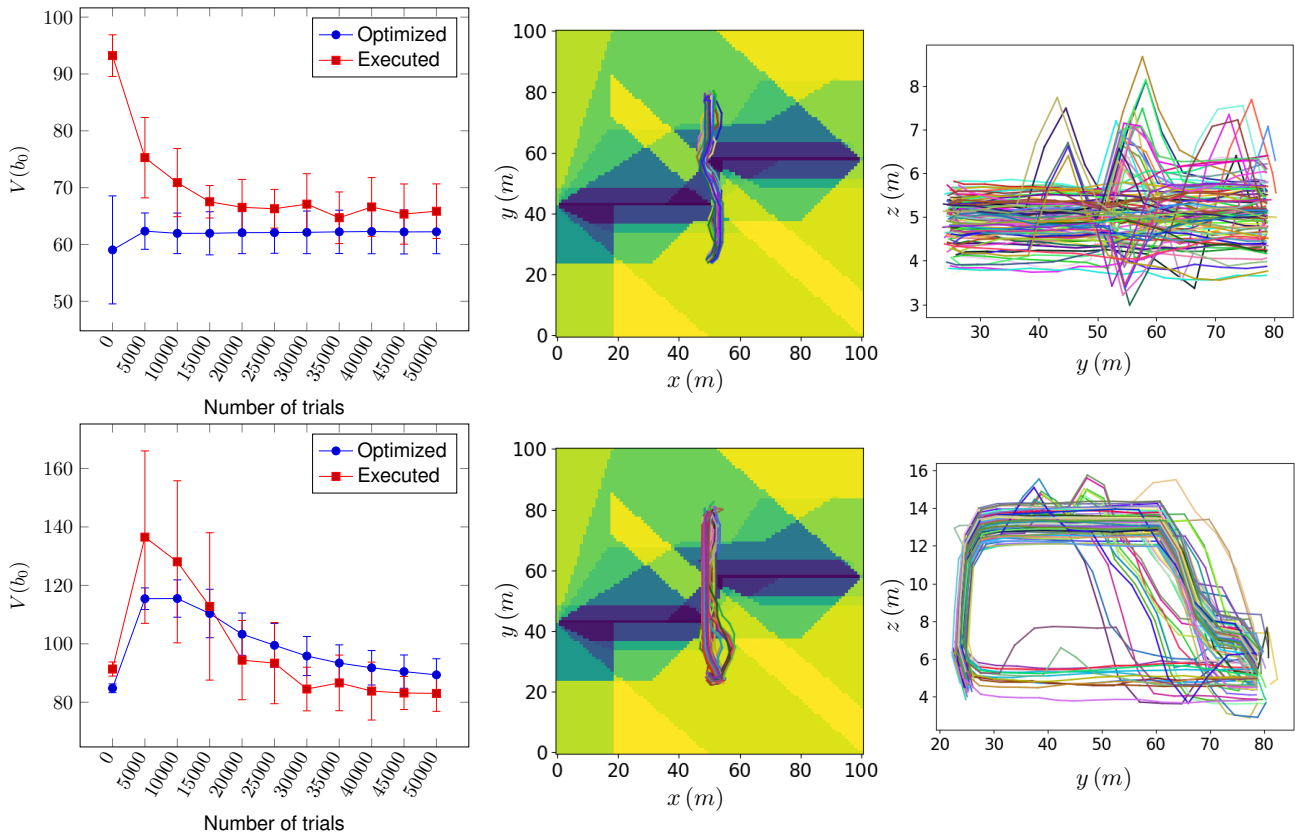 100
90
80
70
60
50
V(b₀)
0
5000
10000
15000
20000
25000
30000
35000
40000
45000
50000
Number of trials
Optimized
Executed
100
80
60
40
20
0
y (m)
0 20 40 60 80 100
x (m)
8
7
6
5
4
3
z (m)
30 40 50 60 70 80
y (m)
160
140
120
100
80
V(b₀)
0
5000
10000
15000
20000
25000
30000
35000
40000
45000
50000
Number of trials
Optimized
Executed
100
80
60
40
20
0
y (m)
0 20 40 60 80 100
x (m)
16
14
12
10
8
6
4
z (m)
20 30 40 50 60 70 80
y (m)